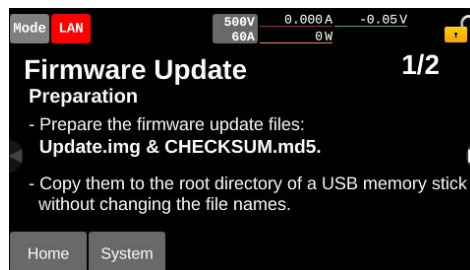 Mode LAN 500V 0.000A -0.05V
60A 0W
Firmware Update 1/2
Preparation
- Prepare the firmware update files:
Update.img & CHECKSUM.md5.
- Copy them to the root directory of a USB memory stick
without changing the file names.
Home System